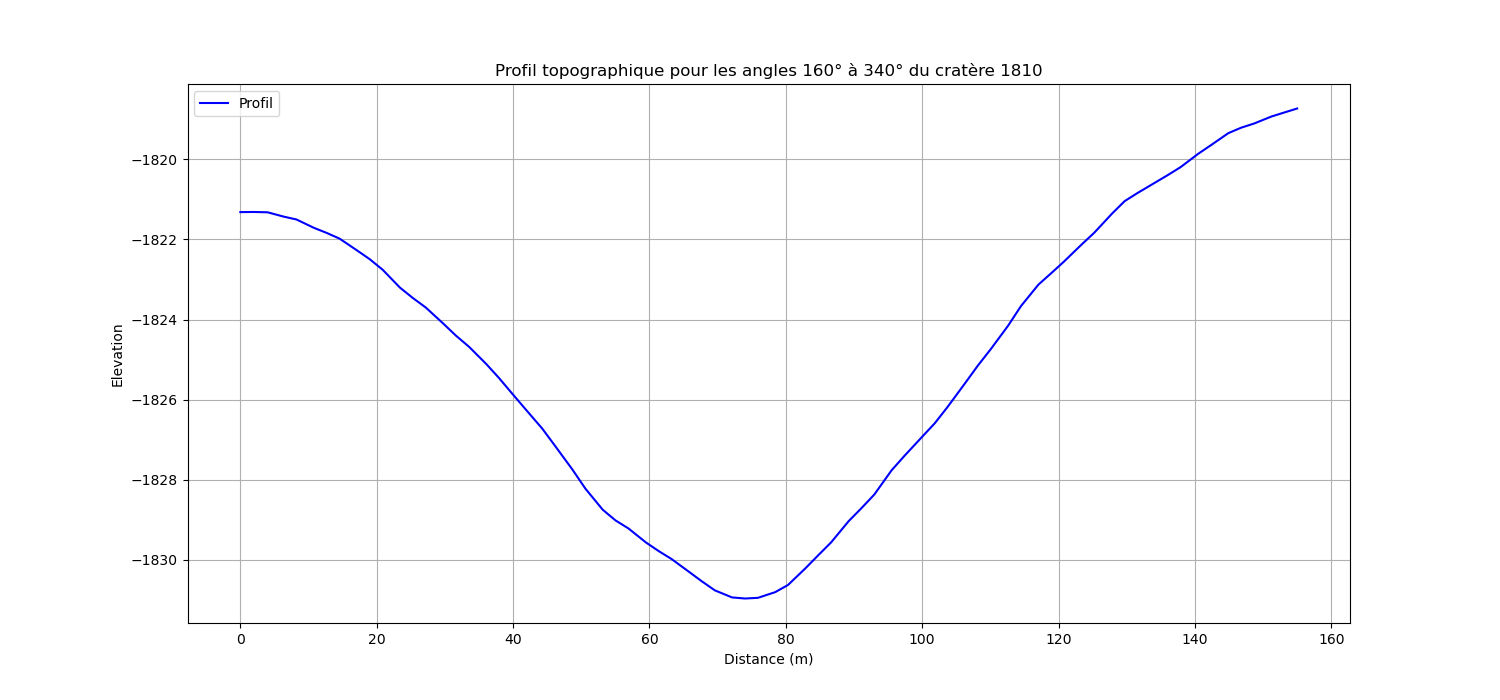 Profil topographique pour les angles 160° à 340° du cratère 1810
Profil
−1820
−1822
−1824
−1826
−1828
−1830
Elevation
0 20 40 60 80 100 120 140 160
Distance (m)